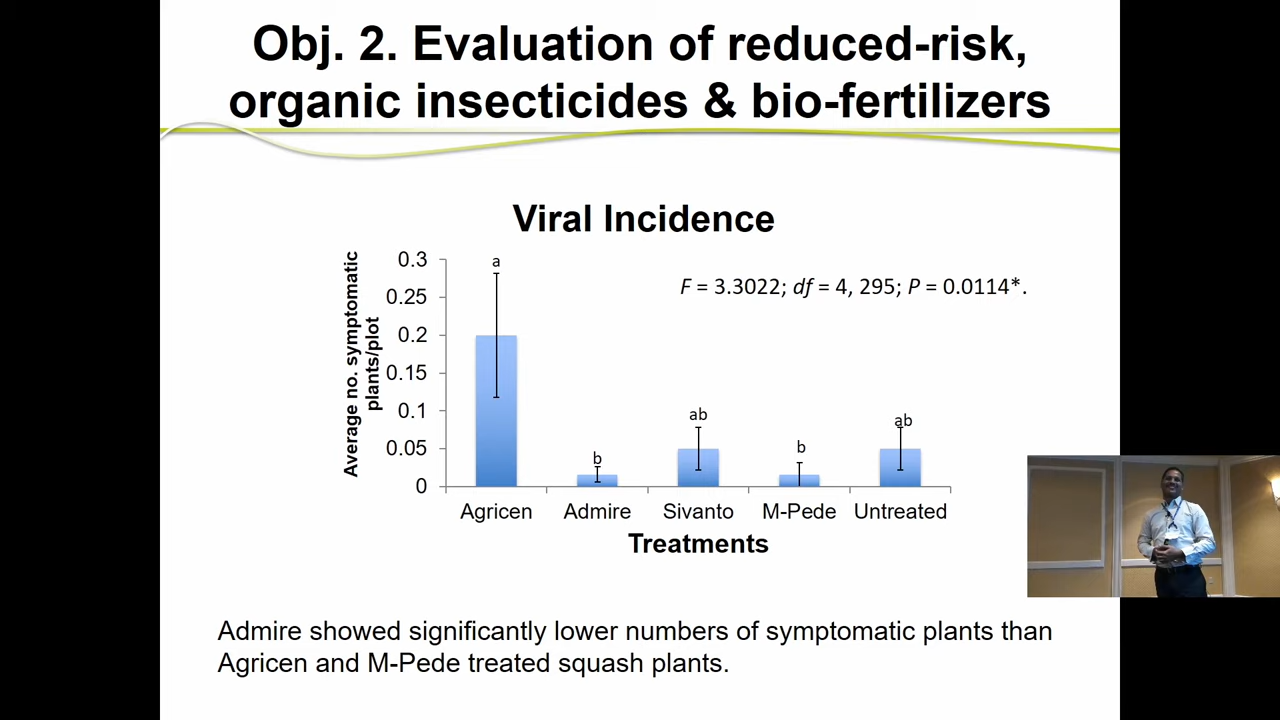 Obj. 2. Evaluation of reduced-risk,
organic insecticides & bio-fertilizers
Viral Incidence
F = 3.3022; df = 4, 295; P = 0.0114*.
Average no. symptomatic
plants/plot
0.3
0.25
0.2
0.15
0.1
0.05
0
a
b
ab
b
ab
Agricen Admire Sivanto M-Pede Untreated
Treatments
Admire showed significantly lower numbers of symptomatic plants than
Agricen and M-Pede treated squash plants.